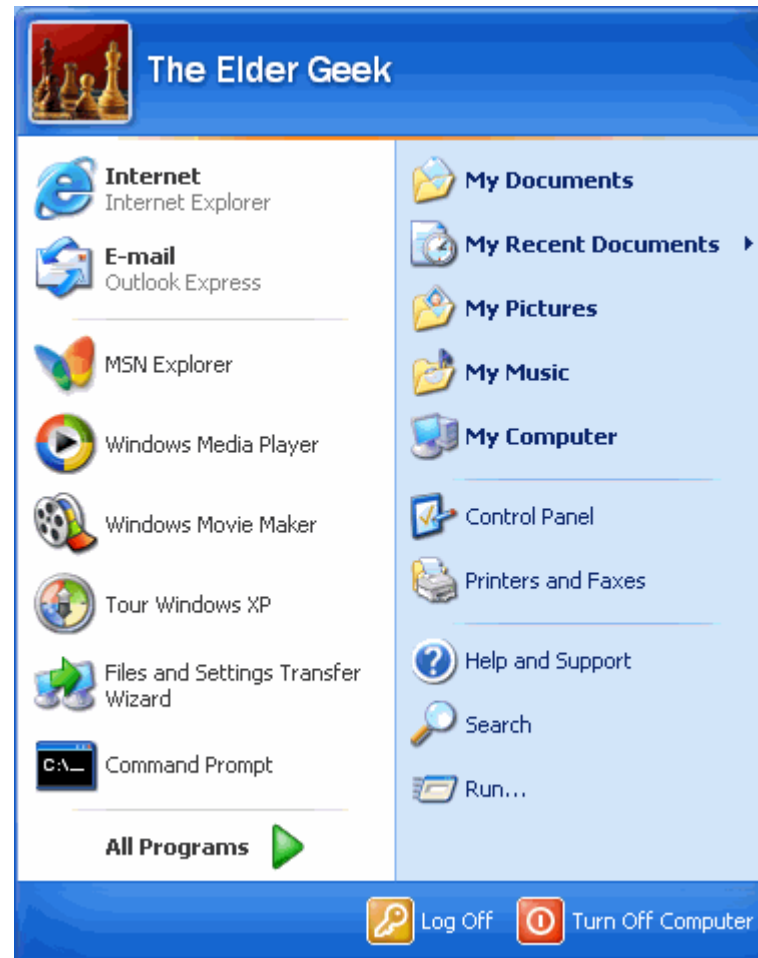 The Elder Geek
Internet
Internet Explorer
E-mail
Outlook Express
MSN Explorer
Windows Media Player
Windows Movie Maker
Tour Windows XP
Files and Settings Transfer
Wizard
C:\_
Command Prompt
All Programs
My Documents
My Recent Documents
My Pictures
My Music
My Computer
Control Panel
Printers and Faxes
Help and Support
Search
Run...
Log Off
Turn Off Computer